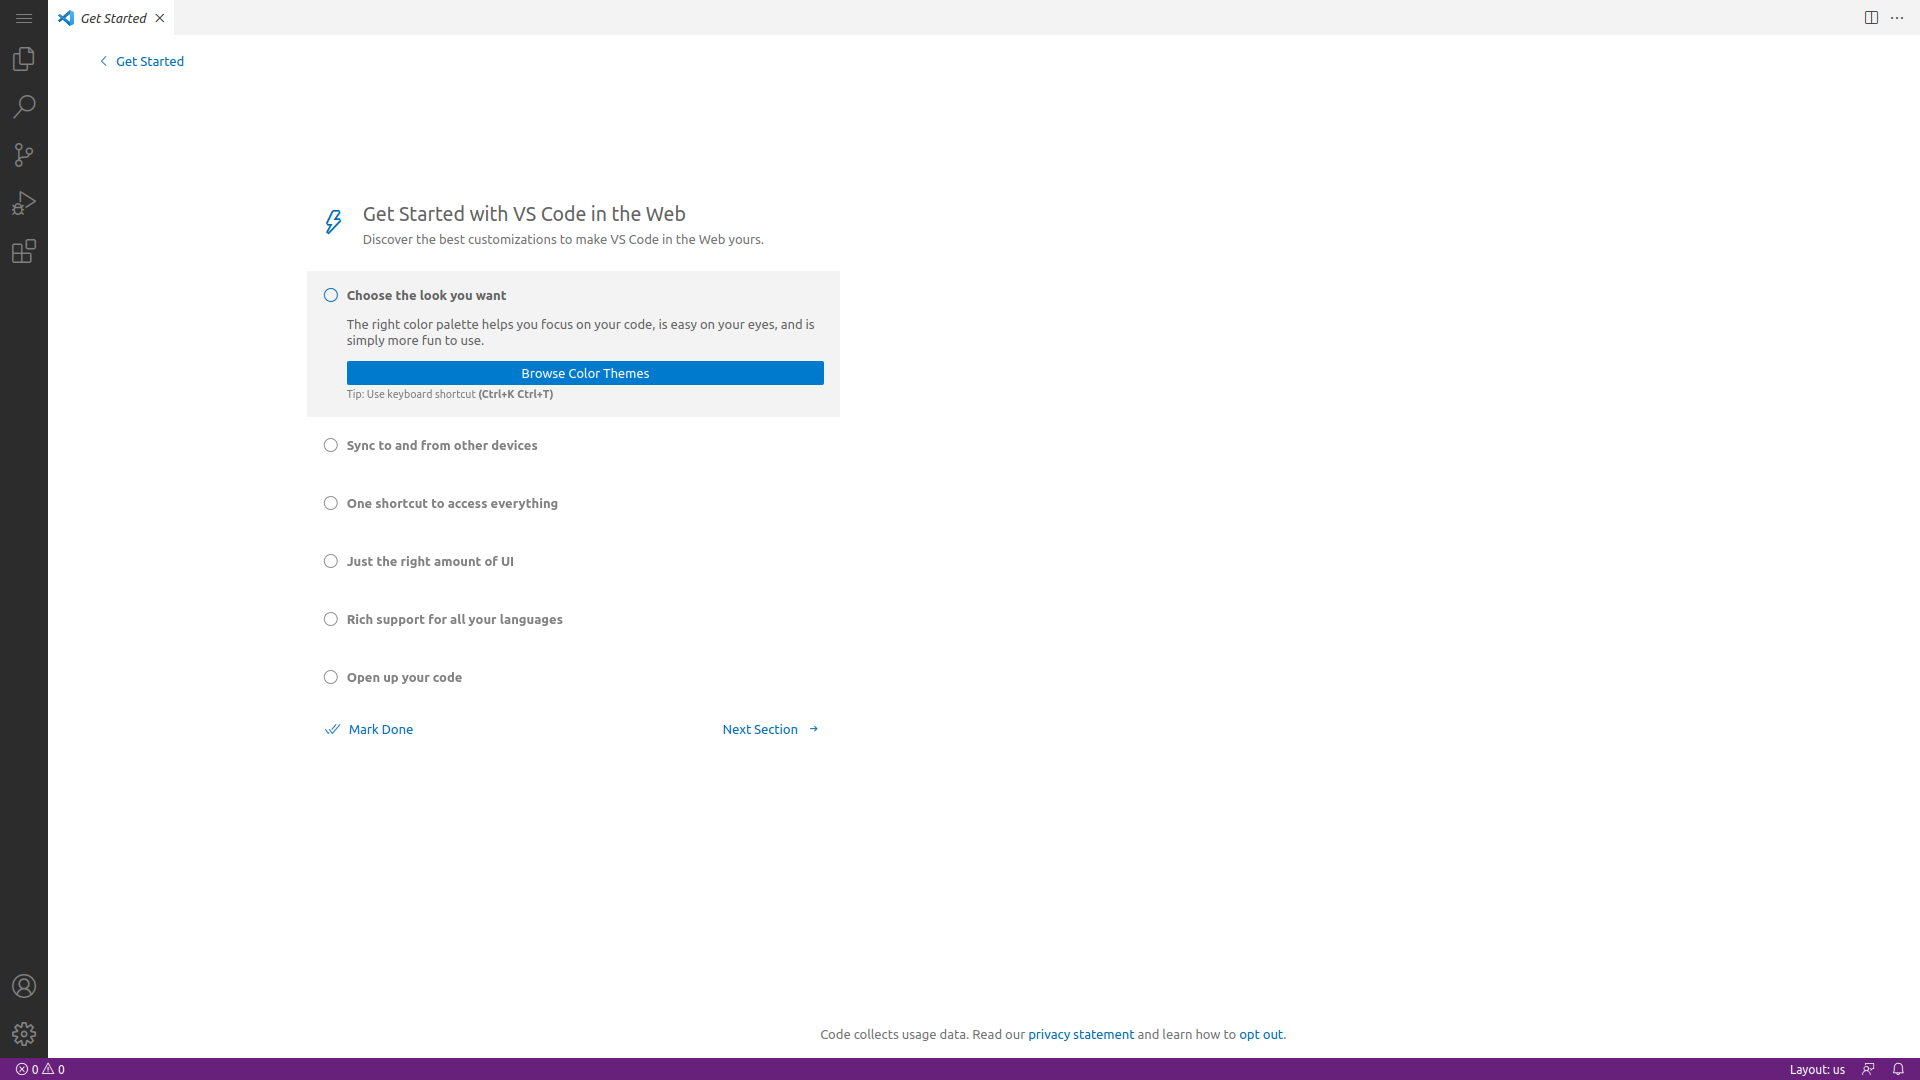 Get Started
Get Started
Get Started with VS Code in the Web
Discover the best customizations to make VS Code in the Web yours.
Choose the look you want
The right color palette helps you focus on your code, is easy on your eyes, and is
simply more fun to use.
Browse Color Themes
Tip: Use keyboard shortcut (Ctrl+K Ctrl+T)
Sync to and from other devices
One shortcut to access everything
Just the right amount of UI
Rich support for all your languages
Open up your code
Mark Done
Next Section
Code collects usage data. Read our privacy statement and learn how to opt out.
0 0
Layout: us